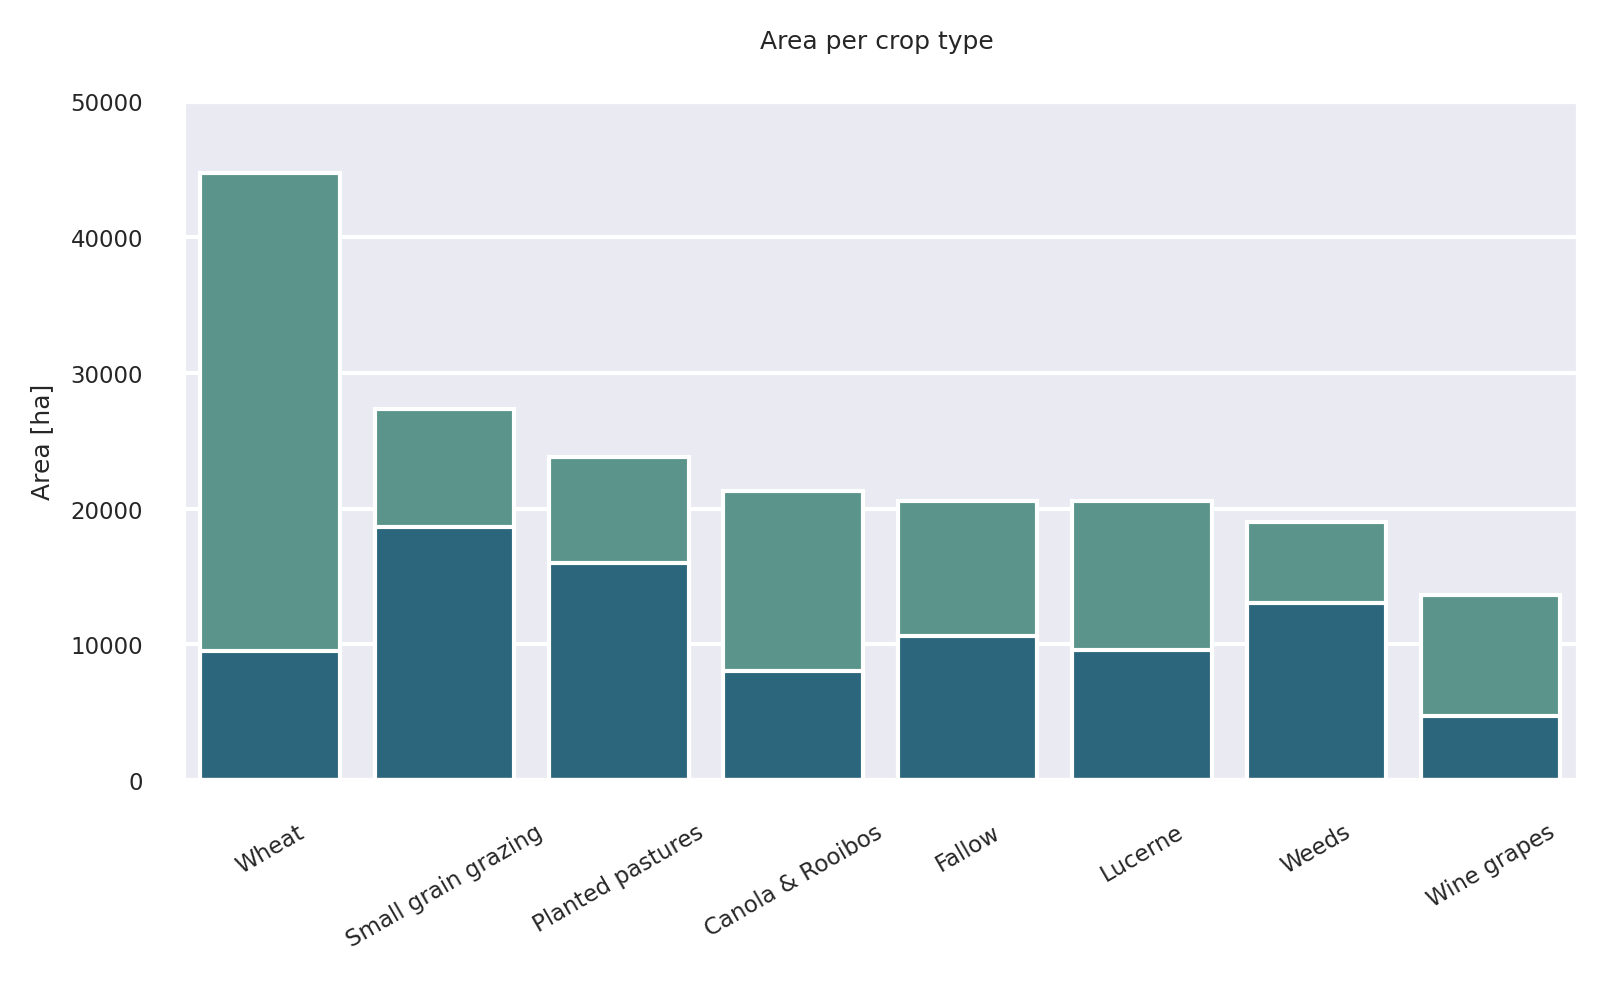 Area per crop type
50000
40000
30000
20000
10000
0
Area [ha]
Wheat
Small grain grazing
Planted pastures
Canola & Rooibos
Fallow
Lucerne
Weeds
Wine grapes